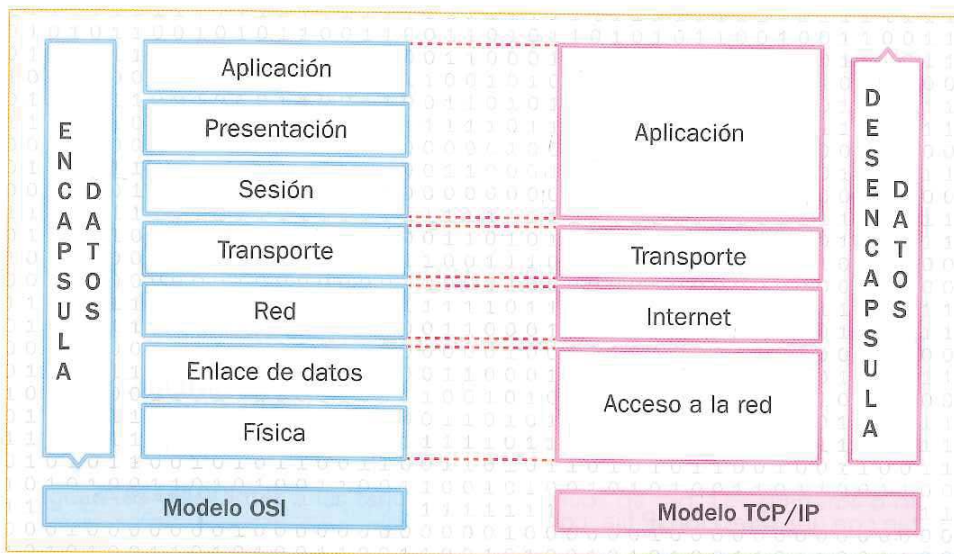 ENCAPSULA
DATOS
Aplicación
Presentación
Sesión
Transporte
Red
Enlace de datos
Física
Modelo OSI
Aplicación
Transporte
Internet
Acceso a la red
Modelo TCP/IP
DESENCAPSULA
DATOS